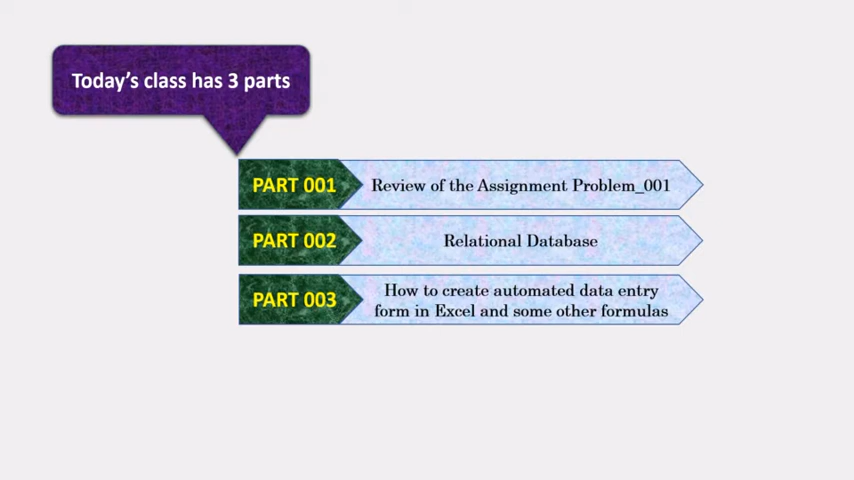 Today's class has 3 parts
PART 001
Review of the Assignment Problem_001
PART 002
Relational Database
PART 003
How to create automated data entry
form in Excel and some other formulas